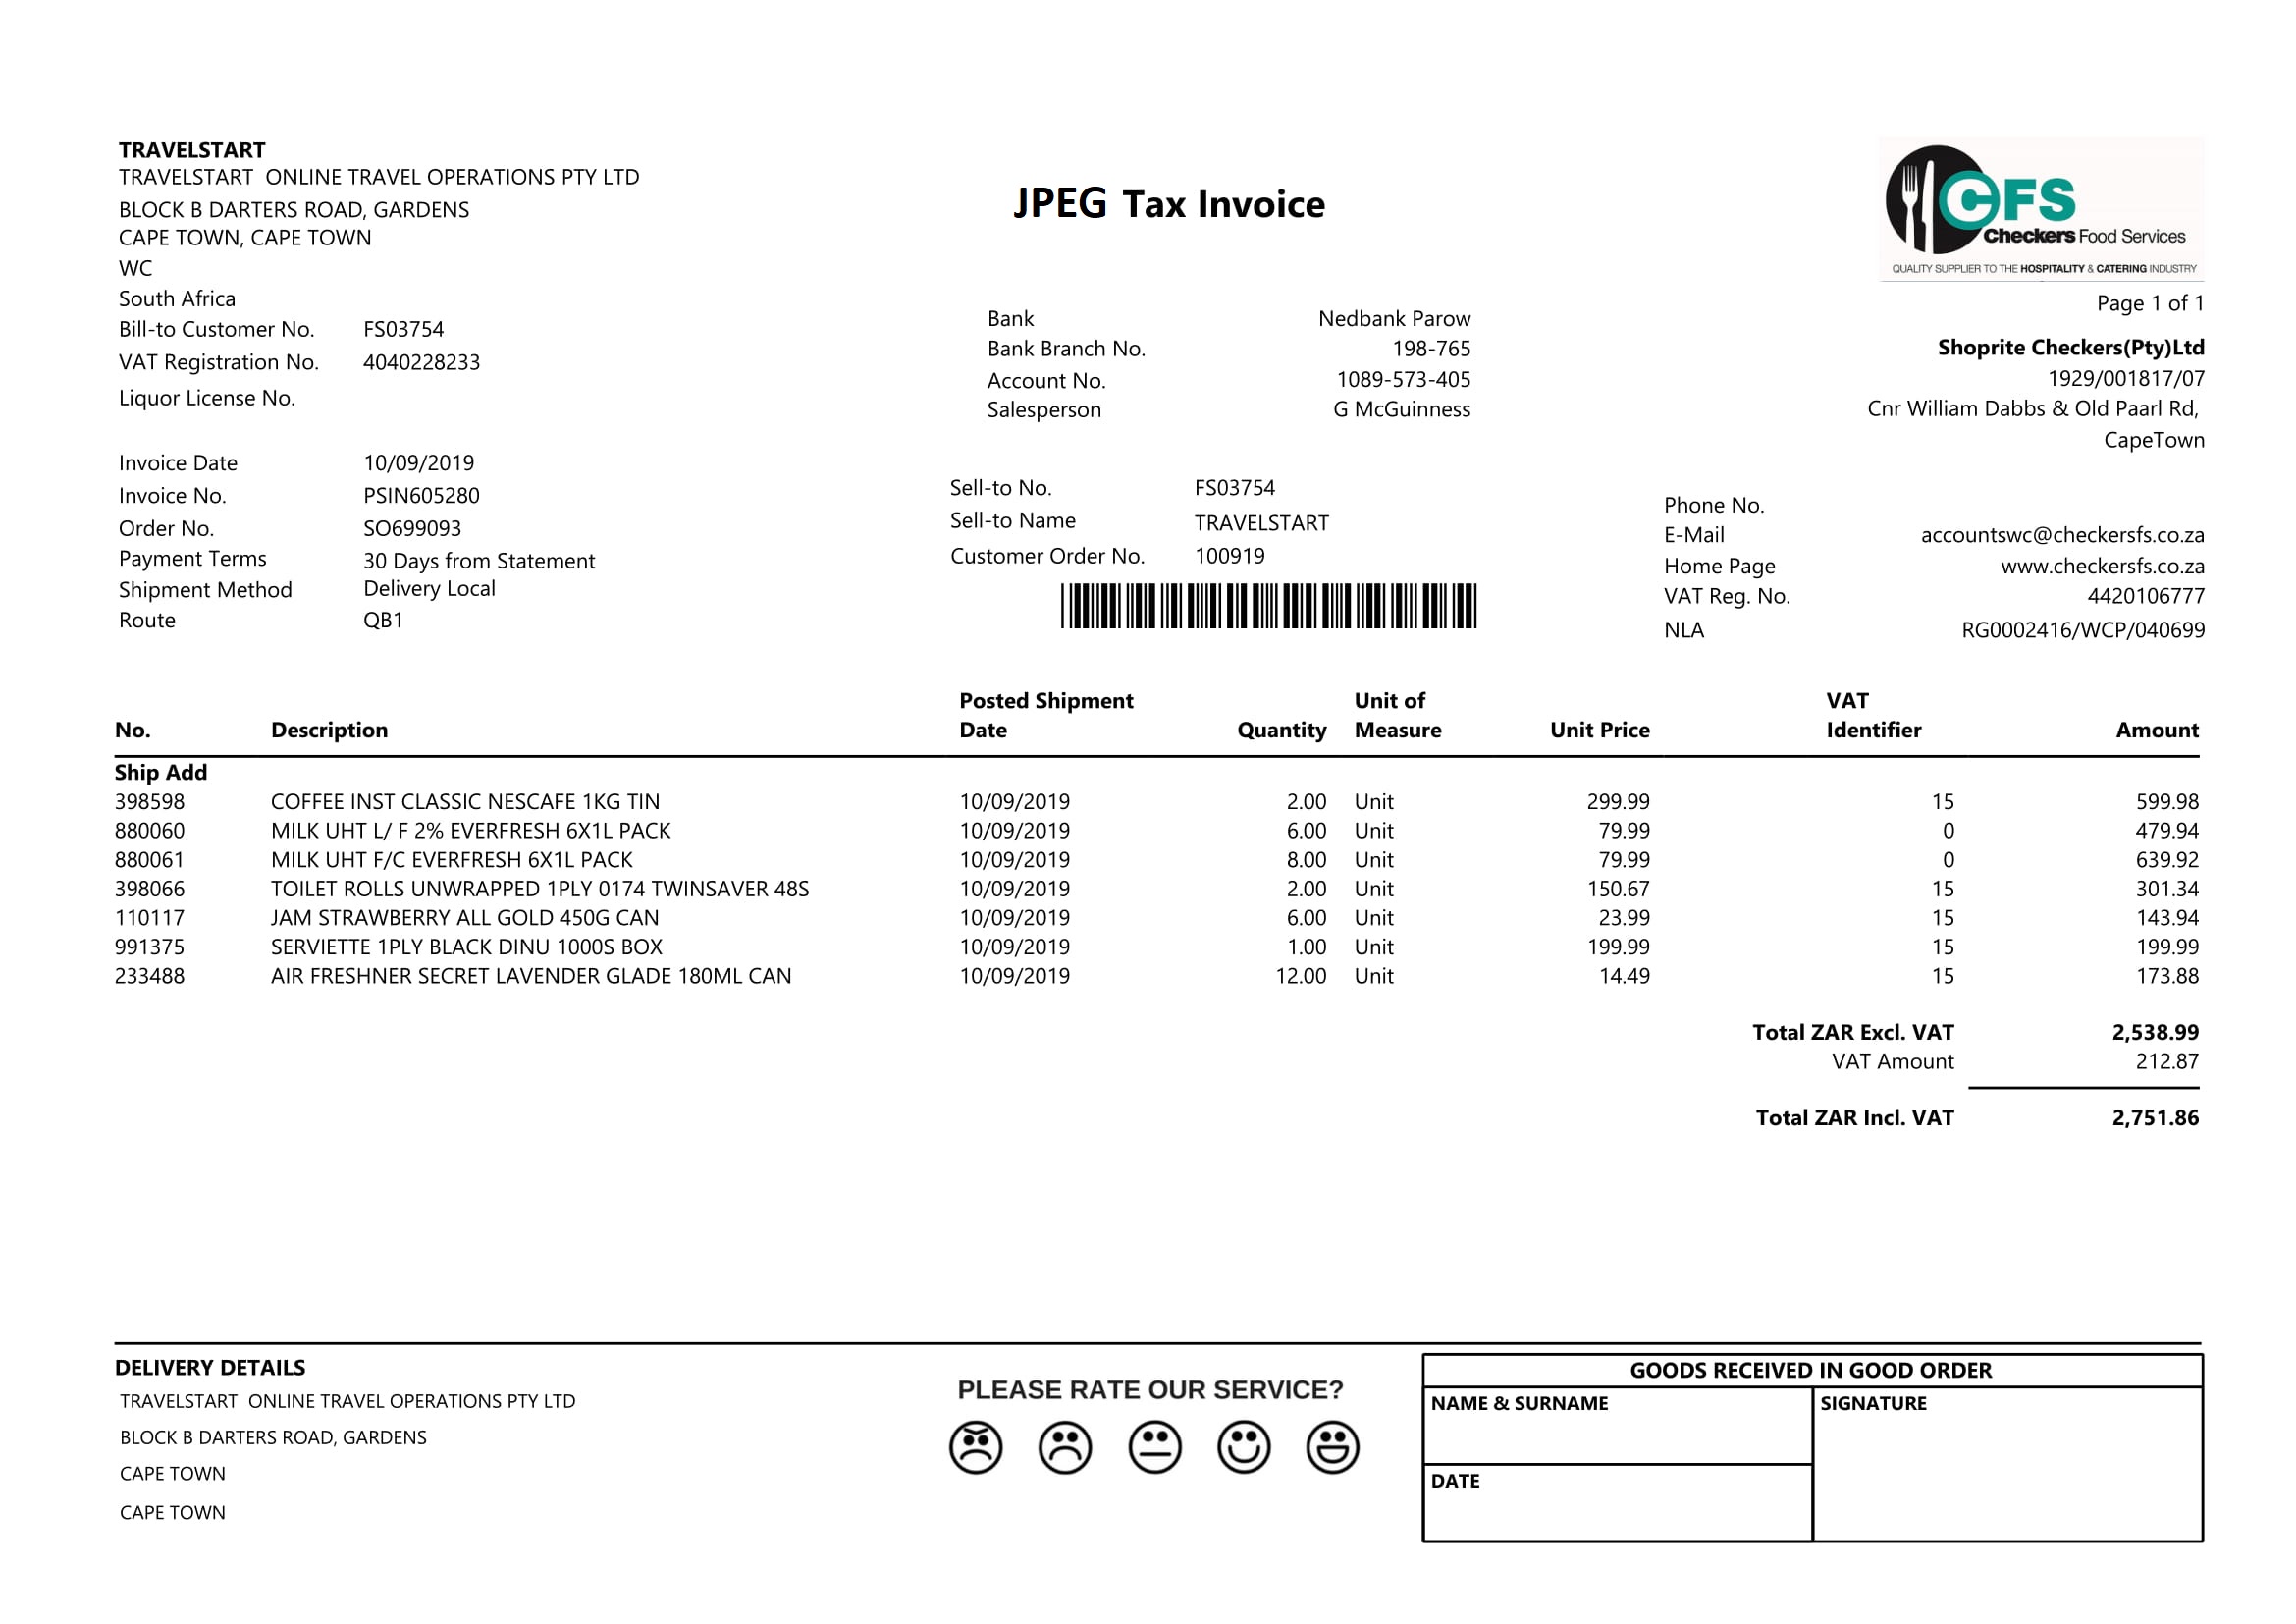 TRAVELSTART
TRAVELSTART ONLINE TRAVEL OPERATIONS PTY LTD
BLOCK B DARTERS ROAD, GARDENS
CAPE TOWN, CAPE TOWN
WC
South Africa
Bill-to Customer No. FS03754
VAT Registration No. 4040228233
Liquor License No.
Invoice Date 10/09/2019
Invoice No. PSIN605280
Order No. SO699093
Payment Terms 30 Days from Statement
Shipment Method Delivery Local
Route QB1
JPEG Tax Invoice
Bank Nedbank Parow
Bank Branch No. 198-765
Account No. 1089-573-405
Salesperson G McGuinness
Sell-to No. FS03754
Sell-to Name TRAVELSTART
Customer Order No. 100919
CFS
Checkers Food Services
QUALITY SUPPLIER TO THE HOSPITALITY & CATERING INDUSTRY
Page 1 of 1
Shoprite Checkers(Pty)Ltd
1929/001817/07
Cnr William Dabbs & Old Paarl Rd,
CapeTown
Phone No.
E-Mail accountswc@checkersfs.co.za
Home Page www.checkersfs.co.za
VAT Reg. No. 4420106777
NLA RG0002416/WCP/040699
Posted Shipment Unit of VAT
No. Description Date Quantity Measure Unit Price Identifier Amount
Ship Add
398598 COFFEE INST CLASSIC NESCAFE 1KG TIN 10/09/2019 2.00 Unit 299.99 15 599.98
880060 MILK UHT L/ F 2% EVERFRESH 6X1L PACK 10/09/2019 6.00 Unit 79.99 0 479.94
880061 MILK UHT F/C EVERFRESH 6X1L PACK 10/09/2019 8.00 Unit 79.99 0 639.92
398066 TOILET ROLLS UNWRAPPED 1PLY 0174 TWINSAVER 48S 10/09/2019 2.00 Unit 150.67 15 301.34
110117 JAM STRAWBERRY ALL GOLD 450G CAN 10/09/2019 6.00 Unit 23.99 15 143.94
991375 SERVIETTE 1PLY BLACK DINU 1000S BOX 10/09/2019 1.00 Unit 199.99 15 199.99
233488 AIR FRESHNER SECRET LAVENDER GLADE 180ML CAN 10/09/2019 12.00 Unit 14.49 15 173.88
Total ZAR Excl. VAT 2,538.99
VAT Amount 212.87
Total ZAR Incl. VAT 2,751.86
DELIVERY DETAILS
TRAVELSTART ONLINE TRAVEL OPERATIONS PTY LTD
BLOCK B DARTERS ROAD, GARDENS
CAPE TOWN
CAPE TOWN
PLEASE RATE OUR SERVICE?
GOODS RECEIVED IN GOOD ORDER
NAME & SURNAME SIGNATURE
DATE